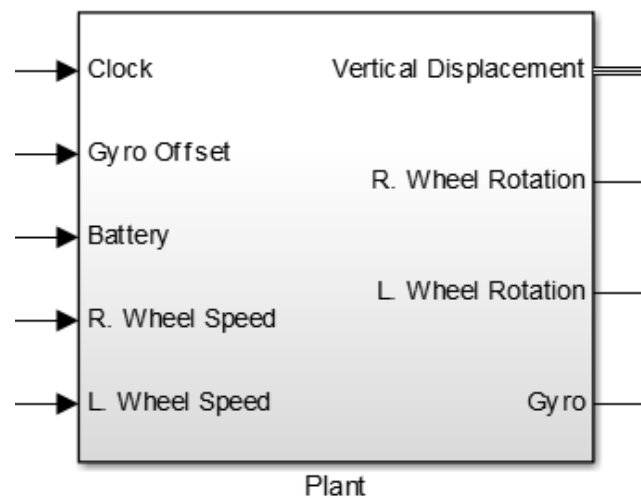 Clock
Vertical Displacement
Gyro Offset
R. Wheel Rotation
Battery
L. Wheel Rotation
R. Wheel Speed
L. Wheel Speed
Gyro
Plant